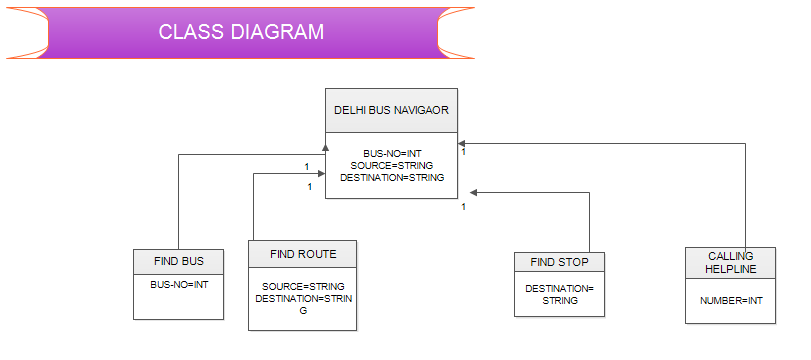 CLASS DIAGRAM
DELHI BUS NAVIGAOR
BUS-NO=INT
SOURCE=STRING
DESTINATION=STRING
1
1
1
1
FIND BUS
BUS-NO=INT
FIND ROUTE
SOURCE=STRING
DESTINATION=STRIN
G
FIND STOP
DESTINATION=
STRING
CALLING
HELPLINE
NUMBER=INT